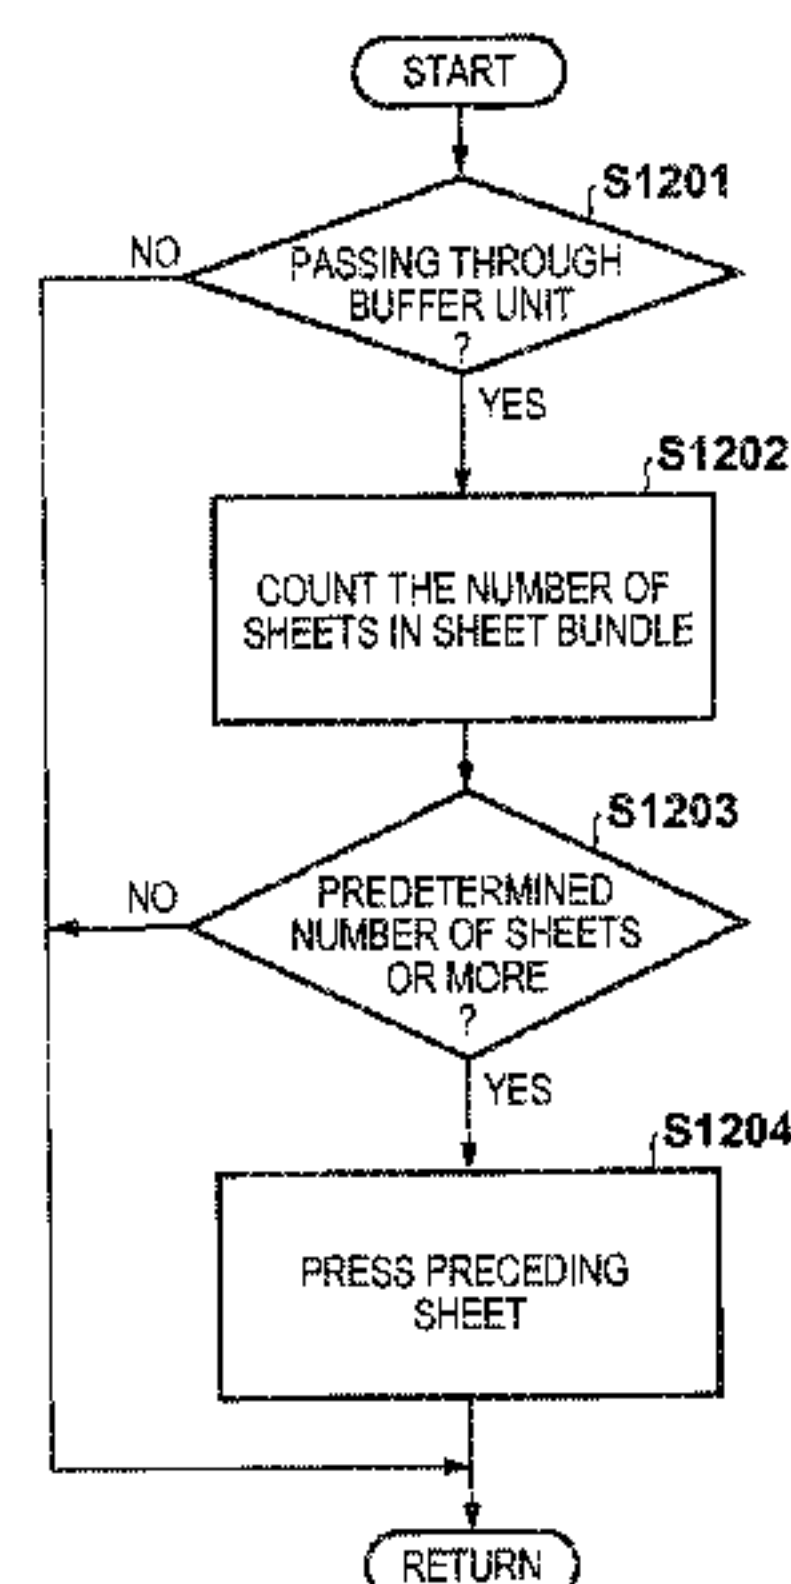 START
S1201
NO
PASSING THROUGH
BUFFER UNIT
?
YES
S1202
COUNT THE NUMBER OF
SHEETS IN SHEET BUNDLE
S1203
NO
PREDETERMINED
NUMBER OF SHEETS
OR MORE
?
YES
S1204
PRESS PRECEDING
SHEET
RETURN